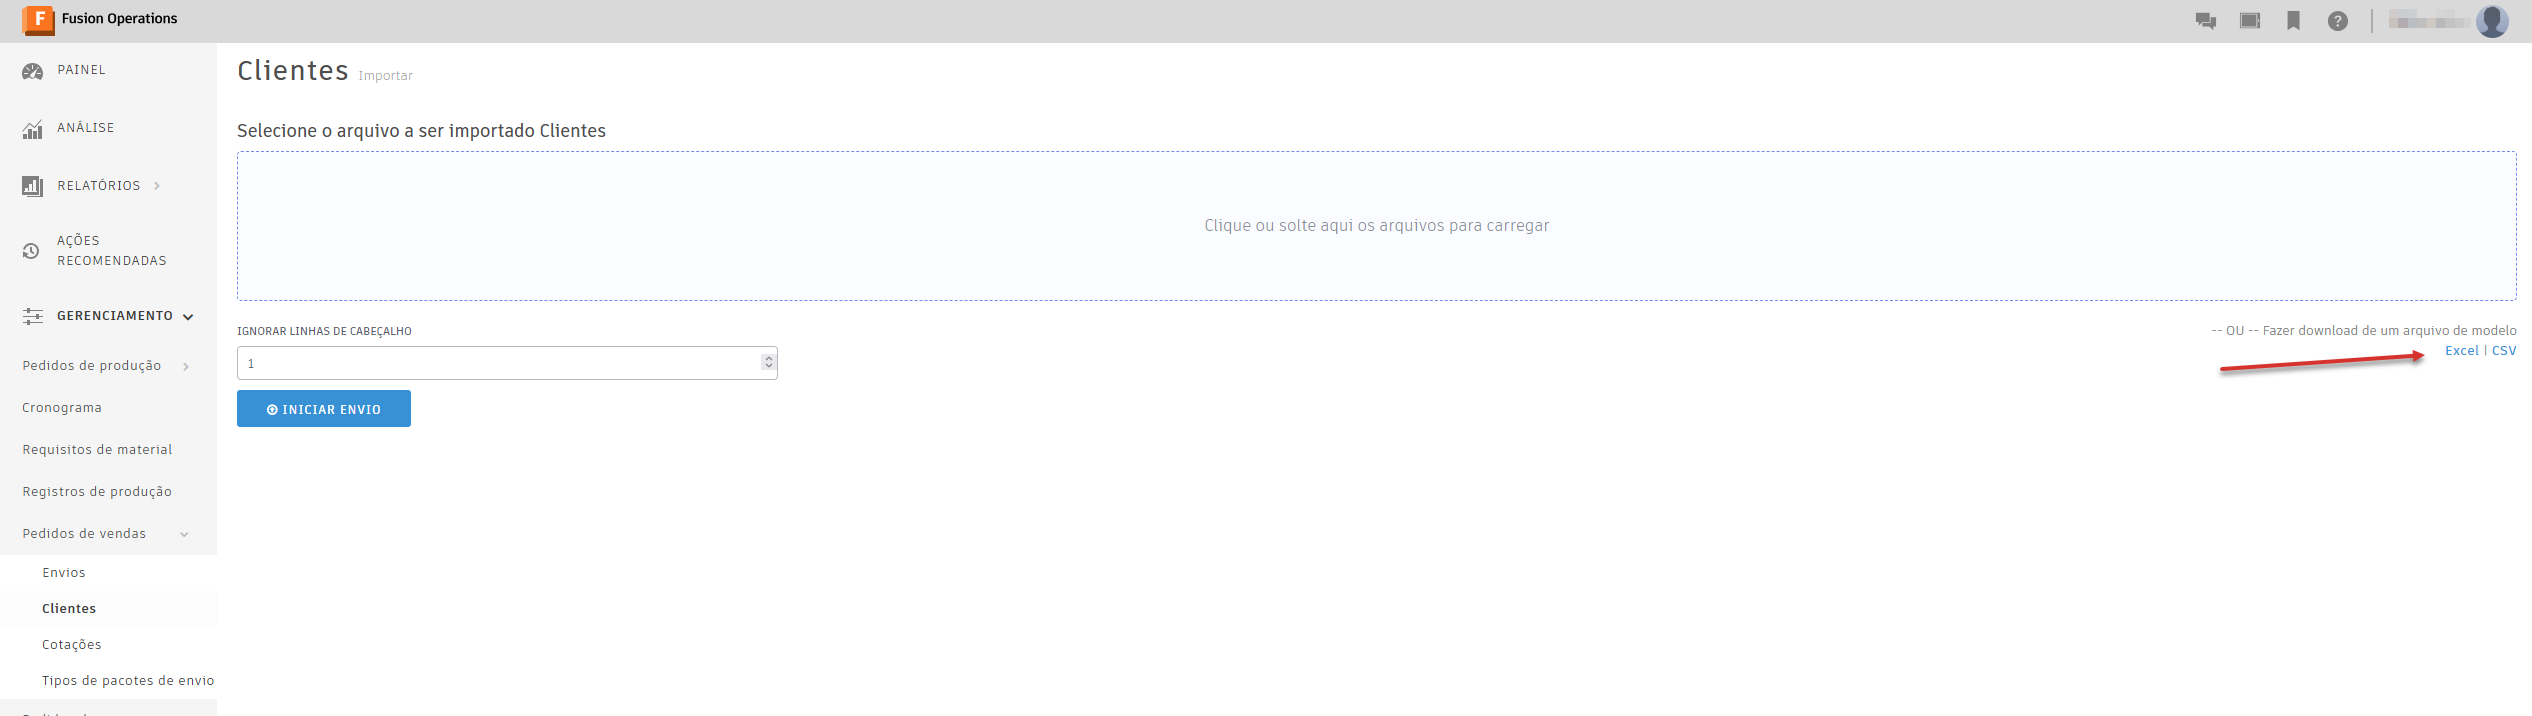 F Fusion Operations
?
PAINEL
ANÁLISE
RELATÓRIOS
AÇÕES
RECOMENDADAS
GERENCIAMENTO
Pedidos de produção
Cronograma
Requisitos de material
Registros de produção
Pedidos de vendas
Envios
Clientes
Cotações
Tipos de pacotes de envio
Clientes Importar
Selecione o arquivo a ser importado Clientes
Clique ou solte aqui os arquivos para carregar
IGNORAR LINHAS DE CABEÇALHO
1
INICIAR ENVIO
-- OU -- Fazer download de um arquivo de modelo
Excel | CSV